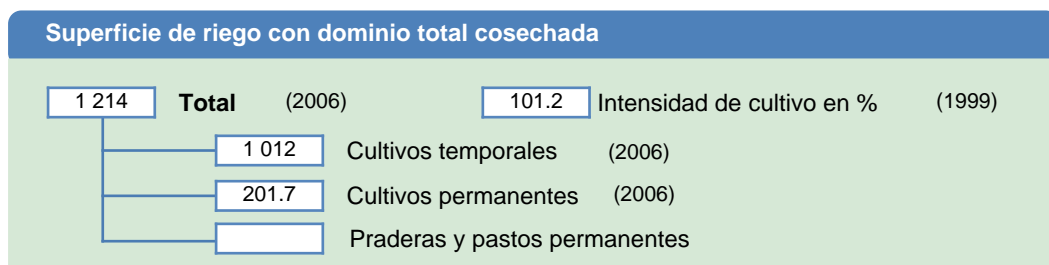 Superficie de riego con dominio total cosechada
1 214 Total (2006) 101.2 Intensidad de cultivo en % (1999)
1 012 Cultivos temporales (2006)
201.7 Cultivos permanentes (2006)
Praderas y pastos permanentes